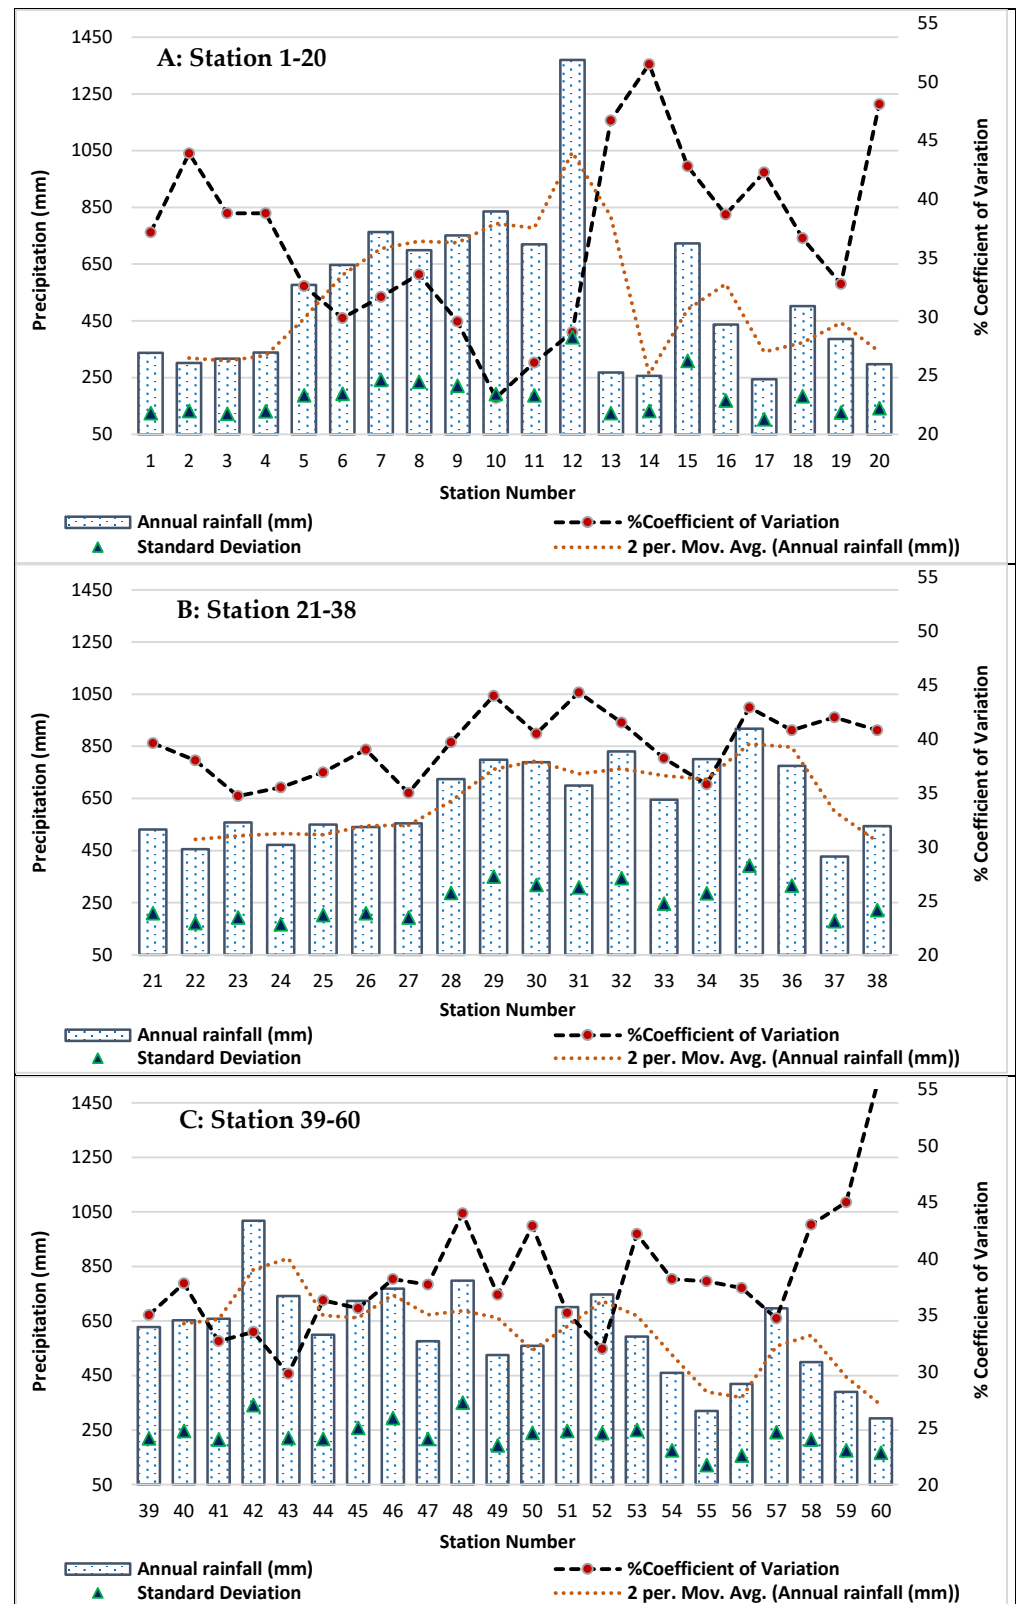 A: Station 1-20
Precipitation (mm)
1450
1250
1050
850
650
450
250
50
55
50
45
40
35
30
25
20
% Coefficient of Variation
1 2 3 4 5 6 7 8 9 10 11 12 13 14 15 16 17 18 19 20
Station Number
Annual rainfall (mm) %Coefficient of Variation
Standard Deviation 2 per. Mov. Avg. (Annual rainfall (mm))
B: Station 21-38
Precipitation (mm)
1450
1250
1050
850
650
450
250
50
55
50
45
40
35
30
25
20
% Coefficient of Variation
21 22 23 24 25 26 27 28 29 30 31 32 33 34 35 36 37 38
Station Number
Annual rainfall (mm) %Coefficient of Variation
Standard Deviation 2 per. Mov. Avg. (Annual rainfall (mm))
C: Station 39-60
Precipitation (mm)
1450
1250
1050
850
650
450
250
50
55
50
45
40
35
30
25
20
% Coefficient of Variation
39 40 41 42 43 44 45 46 47 48 49 50 51 52 53 54 55 56 57 58 59 60
Station Number
Annual rainfall (mm) %Coefficient of Variation
Standard Deviation 2 per. Mov. Avg. (Annual rainfall (mm))